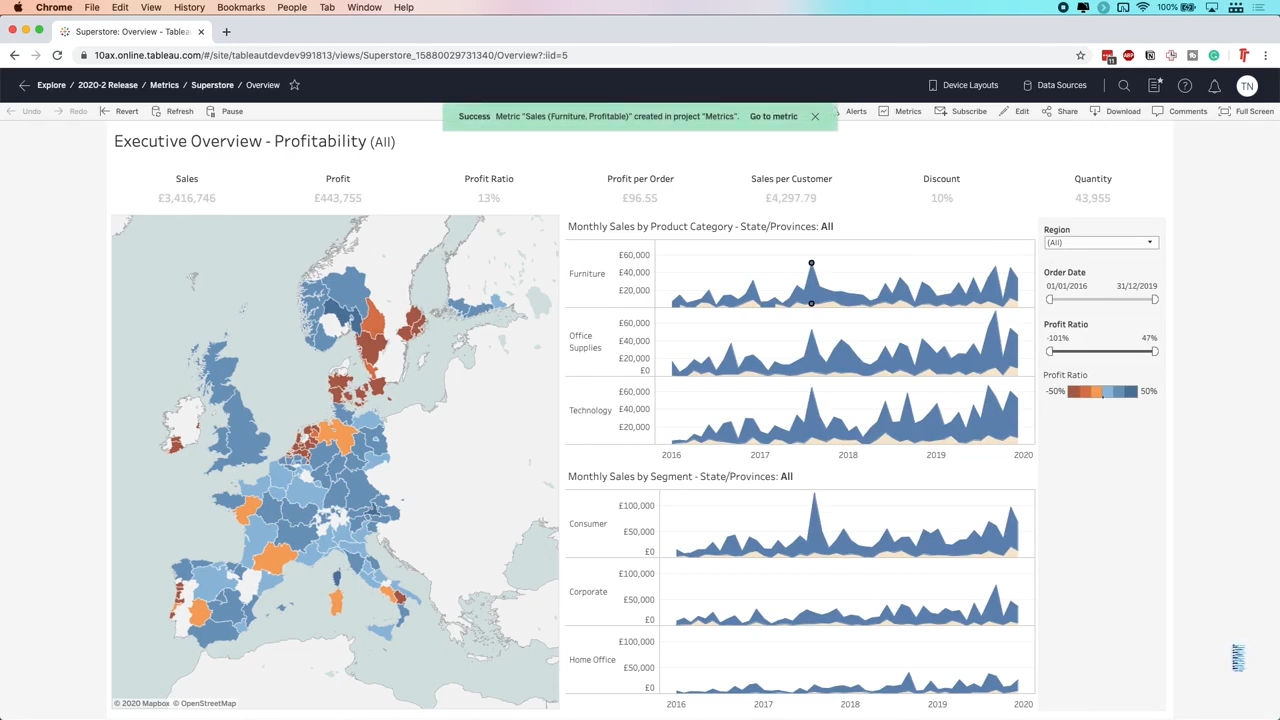 Chrome File Edit View History Bookmarks People Tab Window Help 100%
Superstore: Overview - Tablea
10ax.online.tableau.com/#/site/tableautdevdev991813/views/Superstore_15880029731340/Overview?:iid=5 11
Explore / 2020-2 Release / Metrics / Superstore / Overview Device Layouts Data Sources TN
Undo Redo Revert Refresh Pause Alerts Metrics Subscribe Edit Share Download Comments Full Screen
Success Metric "Sales (Furniture, Profitable)" created in project "Metrics". Go to metric
Executive Overview - Profitability (All)
Sales Profit Profit Ratio Profit per Order Sales per Customer Discount Quantity
£3,416,746 £443,755 13% £96.55 £4,297.79 10% 43,955
Monthly Sales by Product Category - State/Provinces: All
Furniture
£60,000
£40,000
£20,000
Office
Supplies
£60,000
£40,000
£20,000
£0
Technology
£60,000
£40,000
£20,000
2016 2017 2018 2019 2020
Monthly Sales by Segment - State/Provinces: All
Consumer
£100,000
£50,000
£0
Corporate
£100,000
£50,000
£0
Home Office
£100,000
£50,000
£0
2016 2017 2018 2019 2020
Region
(All)
Order Date
01/01/2016 31/12/2019
Profit Ratio
-101% 47%
Profit Ratio
-50% 50%
© 2020 Mapbox © OpenStreetMap